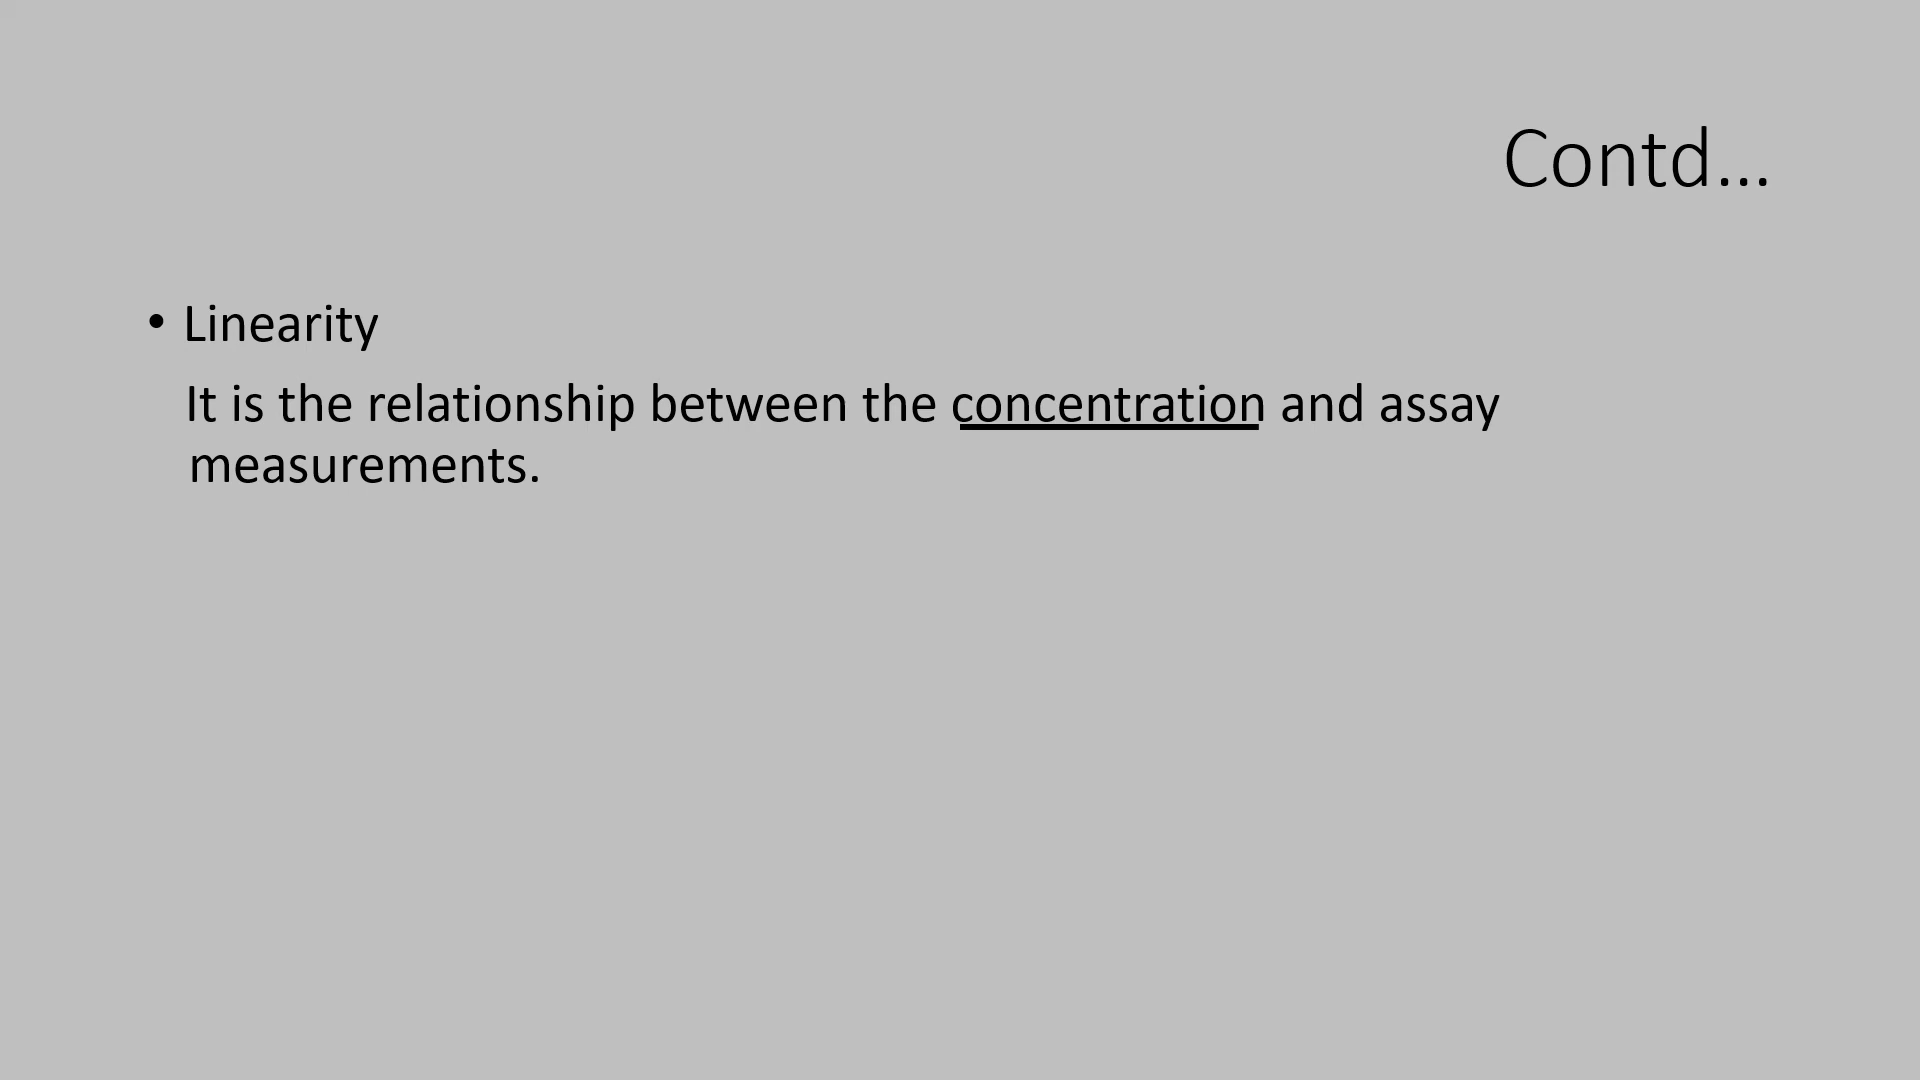 Contd...
• Linearity
It is the relationship between the concentration and assay
measurements.